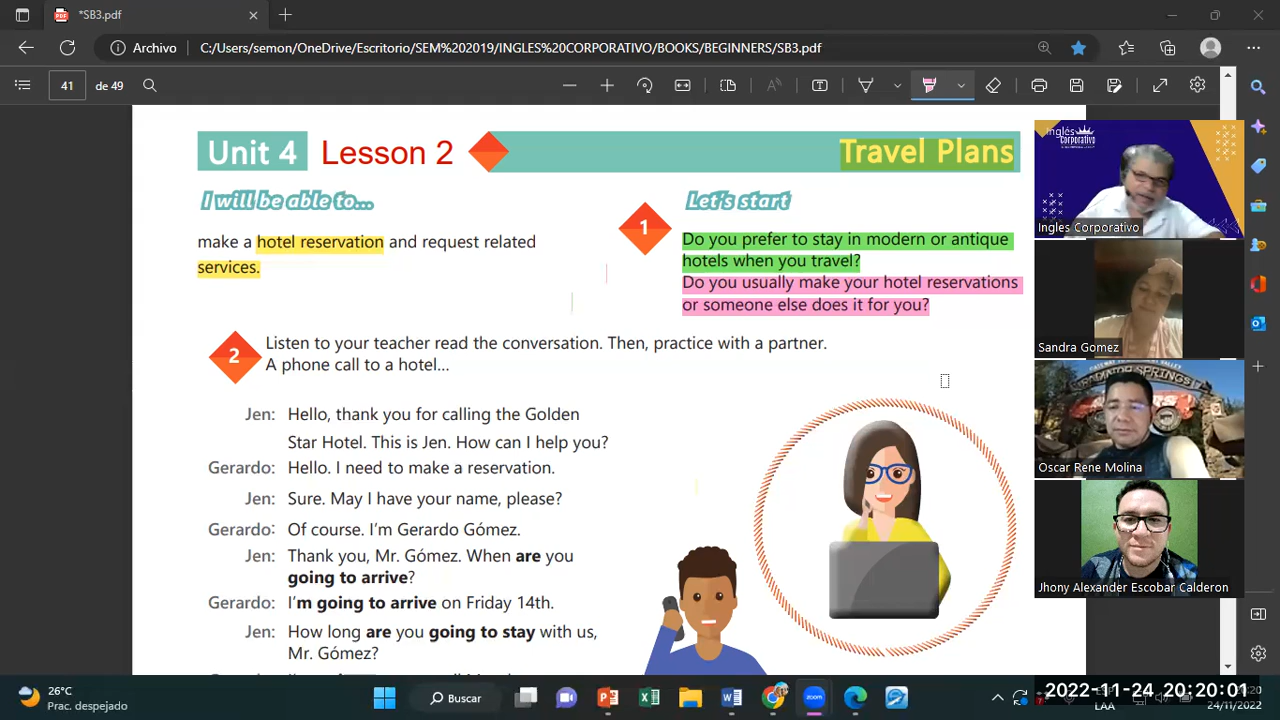 *SB3.pdf
Archivo
C:/Users/semon/OneDrive/Escritorio/SEM%202019/INGLES%20CORPORATIVO/BOOKS/BEGINNERS/SB3.pdf
41 de 49
Unit 4 Lesson 2
Travel Plans
I will be able to...
make a hotel reservation and request related
services.
Let's start
1
Do you prefer to stay in modern or antique
hotels when you travel?
Do you usually make your hotel reservations
or someone else does it for you?
2
Listen to your teacher read the conversation. Then, practice with a partner.
A phone call to a hotel...
Jen: Hello, thank you for calling the Golden
Star Hotel. This is Jen. How can I help you?
Gerardo: Hello. I need to make a reservation.
Jen: Sure. May I have your name, please?
Gerardo: Of course. I'm Gerardo Gómez.
Jen: Thank you, Mr. Gómez. When are you
going to arrive?
Gerardo: I'm going to arrive on Friday 14th.
Jen: How long are you going to stay with us,
Mr. Gómez?
Inglés
Corporativo
Ingles Corporativo
Sandra Gomez
RADIATOR SPRINGS
Oscar Rene Molina
Jhony Alexander Escobar Calderon
26°C
Prac. despejado
Buscar
zoom
LAA
2022-11-24 20:20:01
24/11/2022